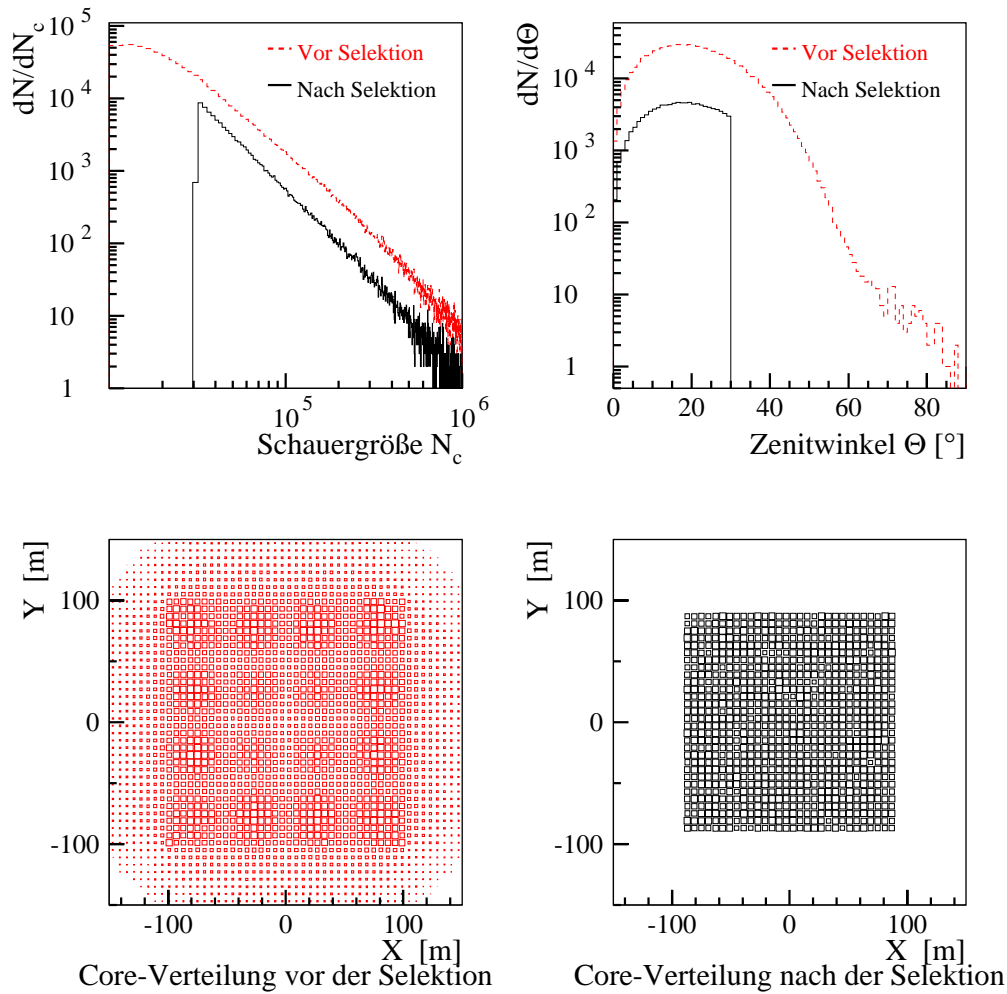 dN/dN_c
10^5
10^4
10^3
10^2
10
1
Vor Selektion
Nach Selektion
10^5
10^6
Schauergröße N_c
dN/dΘ
10^4
10^3
10^2
10
1
Vor Selektion
Nach Selektion
0
20
40
60
80
Zenitwinkel Θ [°]
Y [m]
100
0
-100
-100
0
100
X [m]
Core-Verteilung vor der Selektion
Y [m]
100
0
-100
-100
0
100
X [m]
Core-Verteilung nach der Selektion